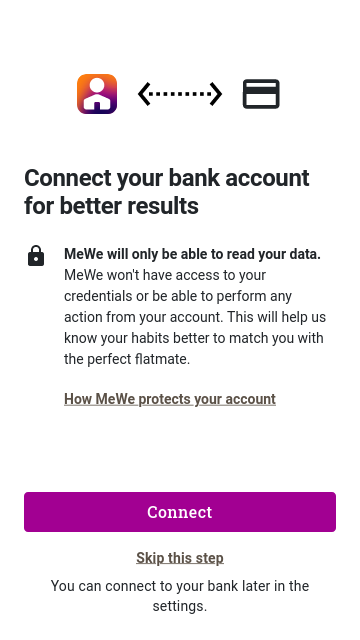 Connect your bank account
for better results
MeWe will only be able to read your data.
MeWe won't have access to your
credentials or be able to perform any
action from your account. This will help us
know your habits better to match you with
the perfect flatmate.
How MeWe protects your account
Connect
Skip this step
You can connect to your bank later in the
settings.